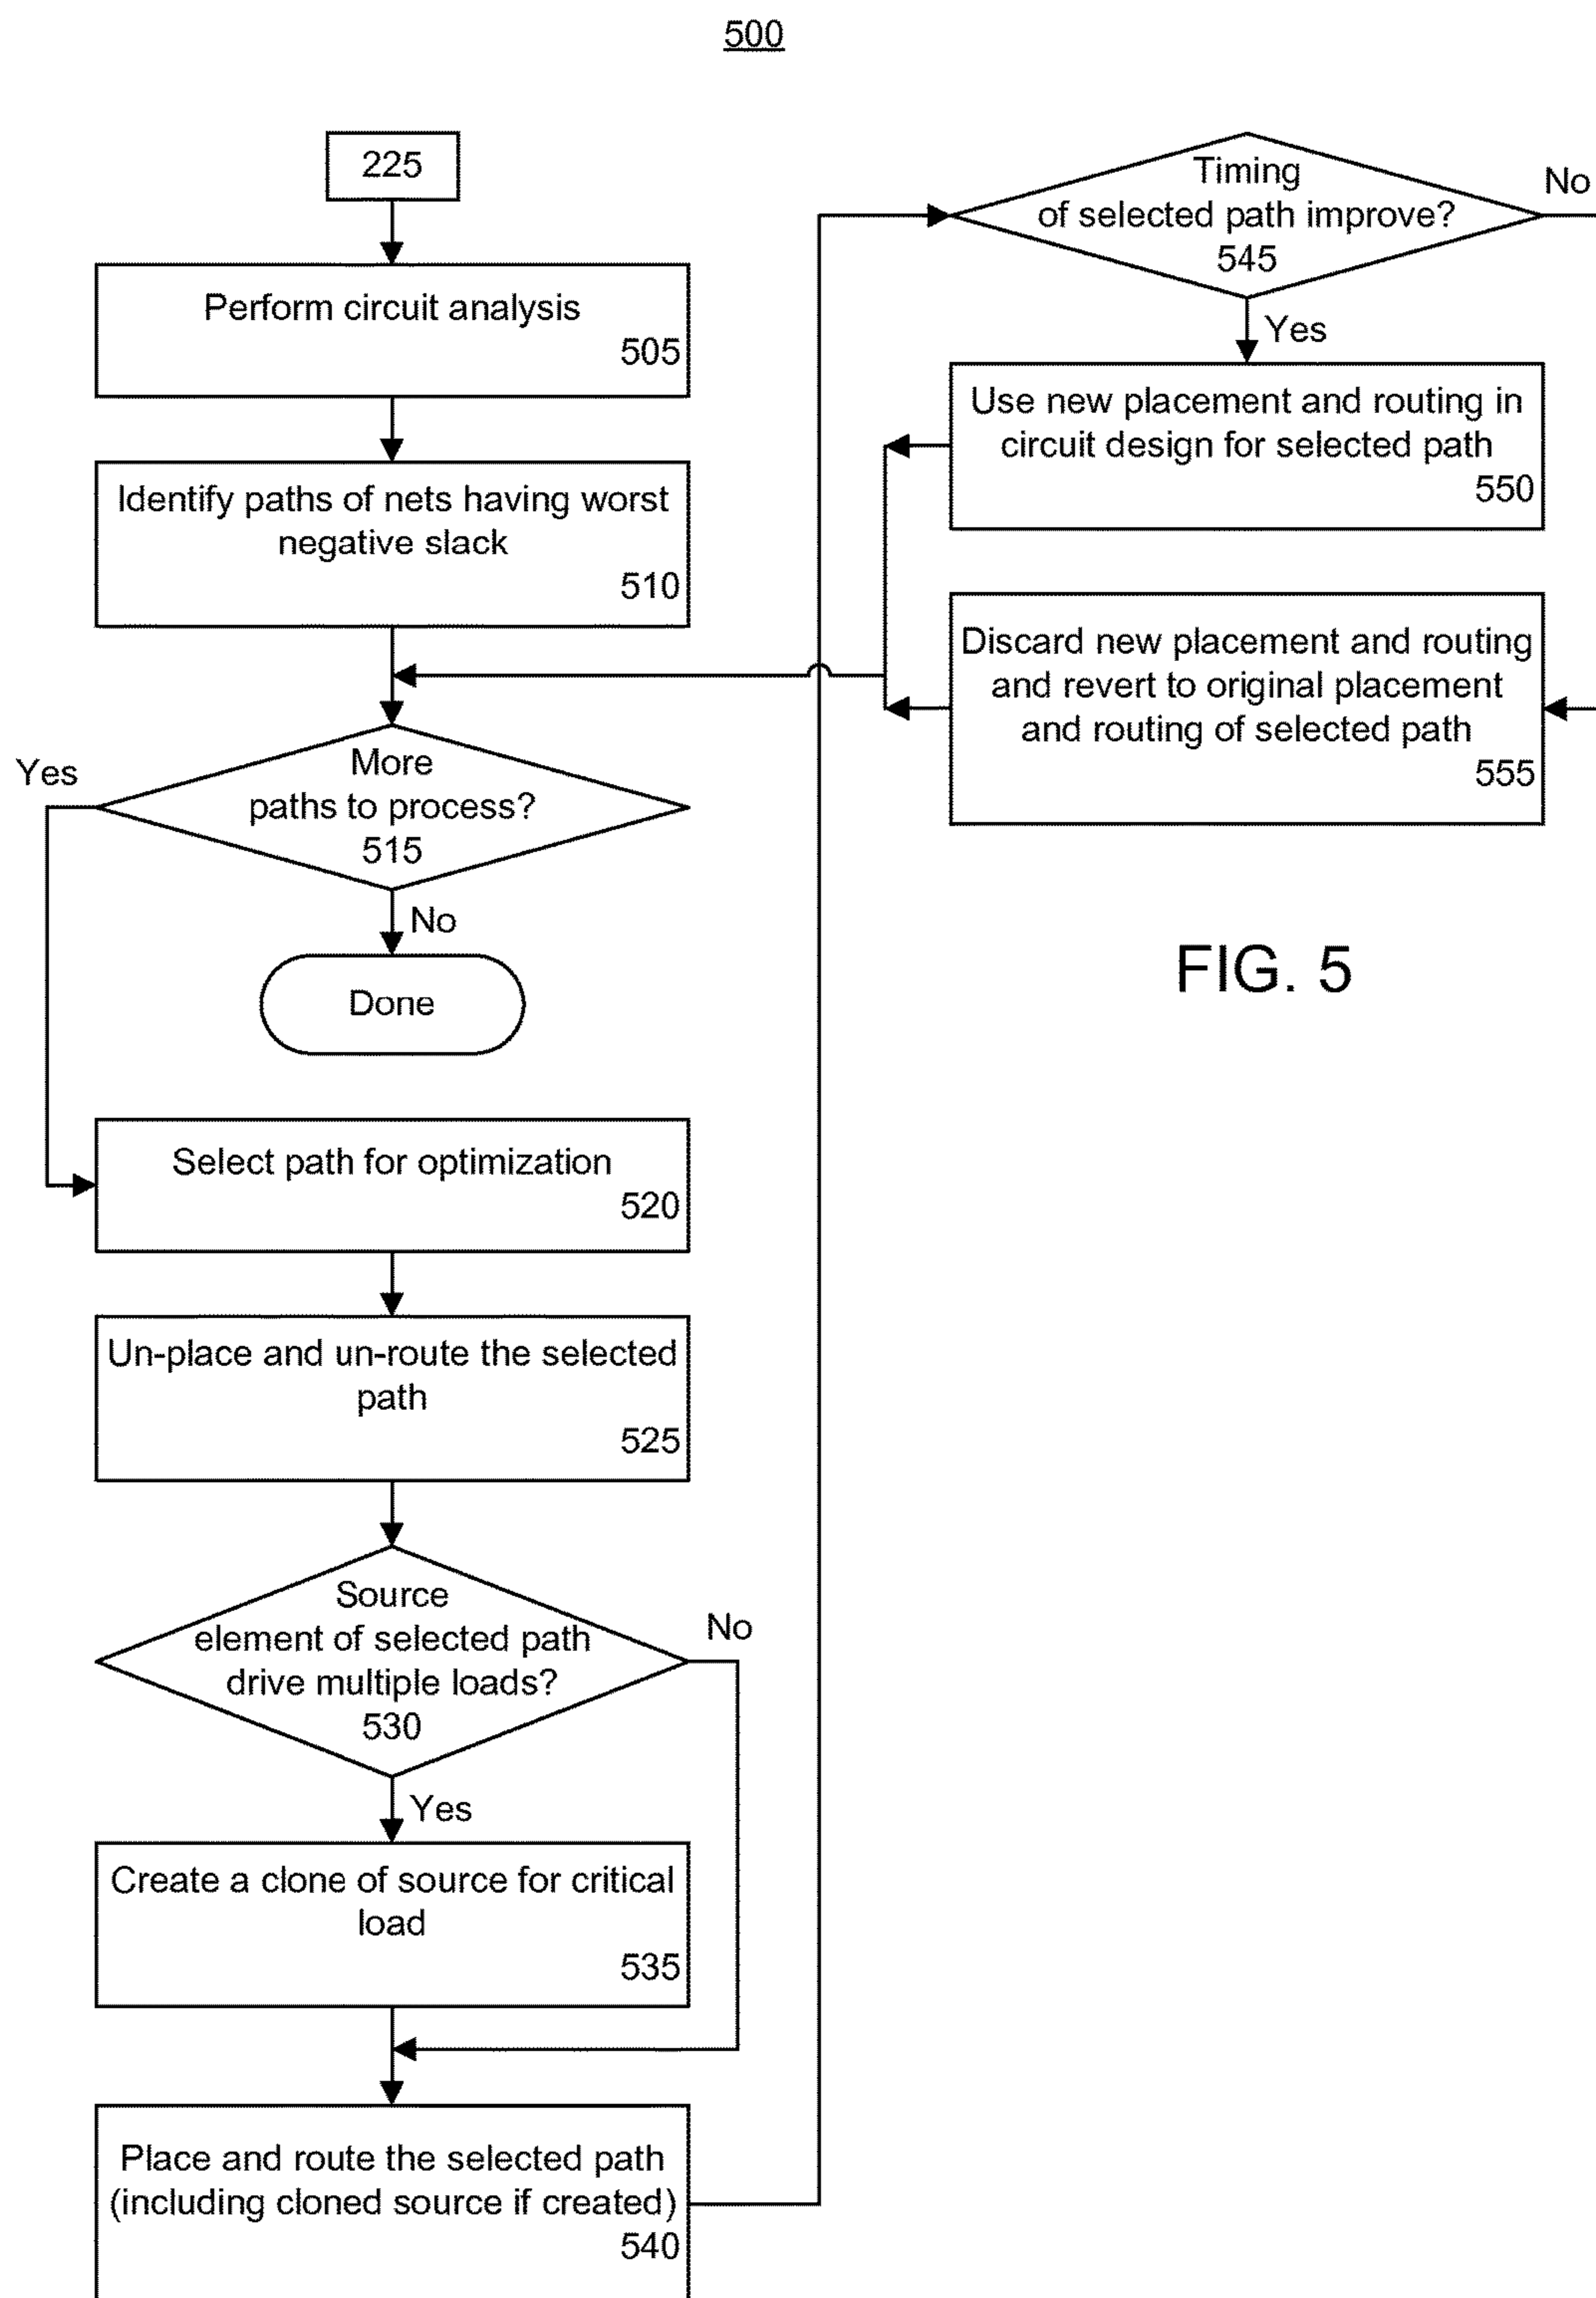 500
225
Perform circuit analysis
505
Identify paths of nets having worst
negative slack
510
More
paths to process?
515
Yes
No
Done
Select path for optimization
520
Un-place and un-route the selected
path
525
Source
element of selected path
drive multiple loads?
530
No
Yes
Create a clone of source for critical
load
535
Place and route the selected path
(including cloned source if created)
540
Timing
of selected path improve?
545
No
Yes
Use new placement and routing in
circuit design for selected path
550
Discard new placement and routing
and revert to original placement
and routing of selected path
555
FIG. 5